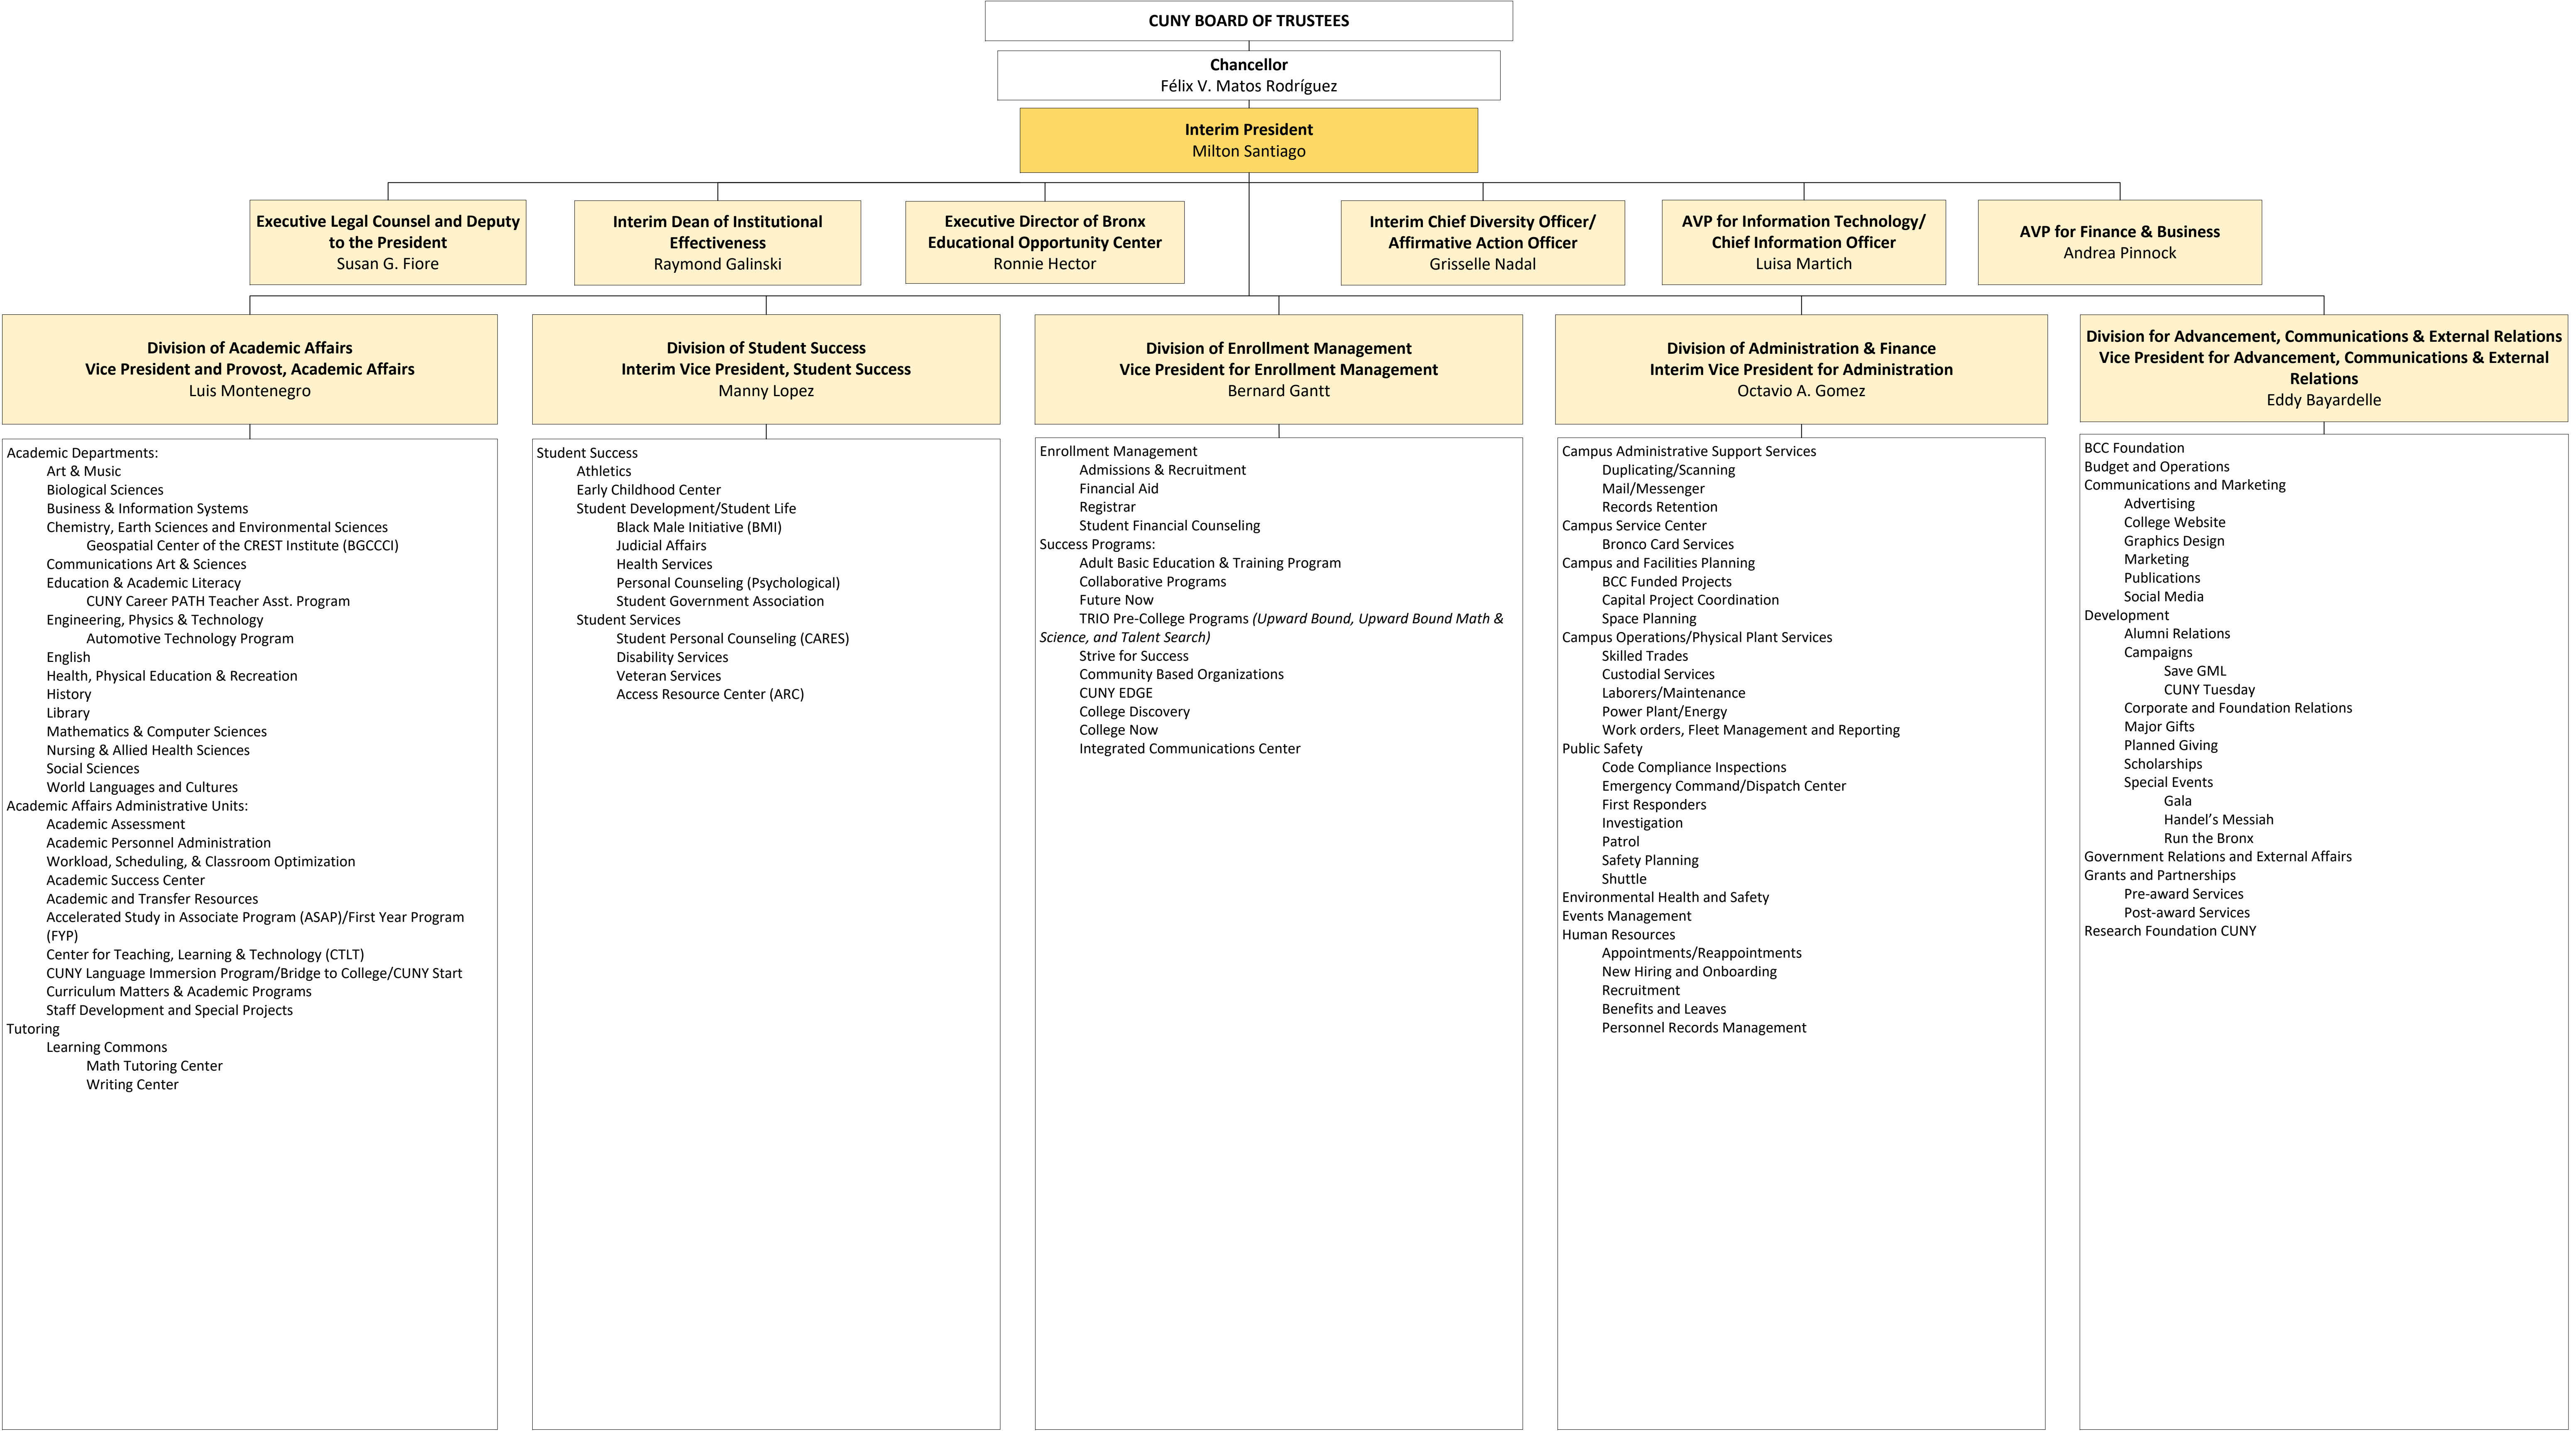 CUNY BOARD OF TRUSTEES
Chancellor
Félix V. Matos Rodríguez
Interim President
Milton Santiago
Executive Legal Counsel and Deputy
to the President
Susan G. Fiore
Interim Dean of Institutional
Effectiveness
Raymond Galinski
Executive Director of Bronx
Educational Opportunity Center
Ronnie Hector
Interim Chief Diversity Officer/
Affirmative Action Officer
Grisselle Nadal
AVP for Information Technology/
Chief Information Officer
Luisa Martich
AVP for Finance & Business
Andrea Pinnock
Division of Academic Affairs
Vice President and Provost, Academic Affairs
Luis Montenegro
Academic Departments:
Art & Music
Biological Sciences
Business & Information Systems
Chemistry, Earth Sciences and Environmental Sciences
Geospatial Center of the CREST Institute (BGCCCI)
Communications Art & Sciences
Education & Academic Literacy
CUNY Career PATH Teacher Asst. Program
Engineering, Physics & Technology
Automotive Technology Program
English
Health, Physical Education & Recreation
History
Library
Mathematics & Computer Sciences
Nursing & Allied Health Sciences
Social Sciences
World Languages and Cultures
Academic Affairs Administrative Units:
Academic Assessment
Academic Personnel Administration
Workload, Scheduling, & Classroom Optimization
Academic Success Center
Academic and Transfer Resources
Accelerated Study in Associate Program (ASAP)/First Year Program
(FYP)
Center for Teaching, Learning & Technology (CTLT)
CUNY Language Immersion Program/Bridge to College/CUNY Start
Curriculum Matters & Academic Programs
Staff Development and Special Projects
Tutoring
Learning Commons
Math Tutoring Center
Writing Center
Division of Student Success
Interim Vice President, Student Success
Manny Lopez
Student Success
Athletics
Early Childhood Center
Student Development/Student Life
Black Male Initiative (BMI)
Judicial Affairs
Health Services
Personal Counseling (Psychological)
Student Government Association
Student Services
Student Personal Counseling (CARES)
Disability Services
Veteran Services
Access Resource Center (ARC)
Division of Enrollment Management
Vice President for Enrollment Management
Bernard Gantt
Enrollment Management
Admissions & Recruitment
Financial Aid
Registrar
Student Financial Counseling
Success Programs:
Adult Basic Education & Training Program
Collaborative Programs
Future Now
TRIO Pre-College Programs (Upward Bound, Upward Bound Math &
Science, and Talent Search)
Strive for Success
Community Based Organizations
CUNY EDGE
College Discovery
College Now
Integrated Communications Center
Division of Administration & Finance
Interim Vice President for Administration
Octavio A. Gomez
Campus Administrative Support Services
Duplicating/Scanning
Mail/Messenger
Records Retention
Campus Service Center
Bronco Card Services
Campus and Facilities Planning
BCC Funded Projects
Capital Project Coordination
Space Planning
Campus Operations/Physical Plant Services
Skilled Trades
Custodial Services
Laborers/Maintenance
Power Plant/Energy
Work orders, Fleet Management and Reporting
Public Safety
Code Compliance Inspections
Emergency Command/Dispatch Center
First Responders
Investigation
Patrol
Safety Planning
Shuttle
Environmental Health and Safety
Events Management
Human Resources
Appointments/Reappointments
New Hiring and Onboarding
Recruitment
Benefits and Leaves
Personnel Records Management
Division for Advancement, Communications & External Relations
Vice President for Advancement, Communications & External
Relations
Eddy Bayardelle
BCC Foundation
Budget and Operations
Communications and Marketing
Advertising
College Website
Graphics Design
Marketing
Publications
Social Media
Development
Alumni Relations
Campaigns
Save GML
CUNY Tuesday
Corporate and Foundation Relations
Major Gifts
Planned Giving
Scholarships
Special Events
Gala
Handel’s Messiah
Run the Bronx
Government Relations and External Affairs
Grants and Partnerships
Pre-award Services
Post-award Services
Research Foundation CUNY